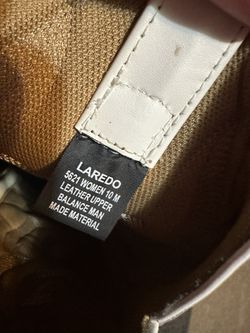 LAREDO
5621 WOMEN 10 M
LEATHER UPPER
BALANCE MAN
MADE MATERIAL